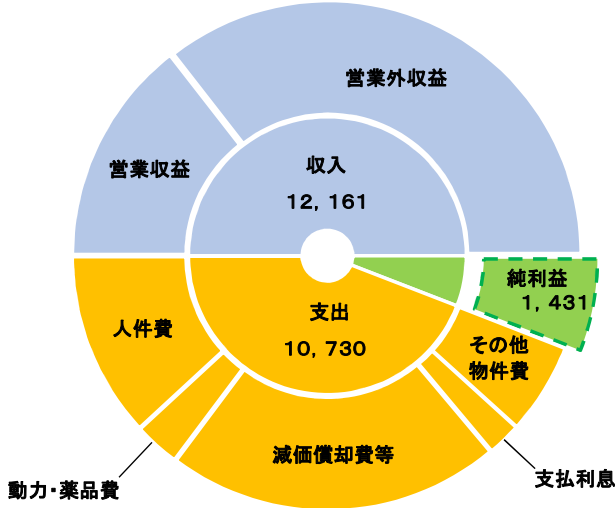 営業外収益
営業収益
収入
12,161
純利益
1,431
支出
10,730
人件費
その他
物件費
減価償却費等
支払利息
動力・薬品費